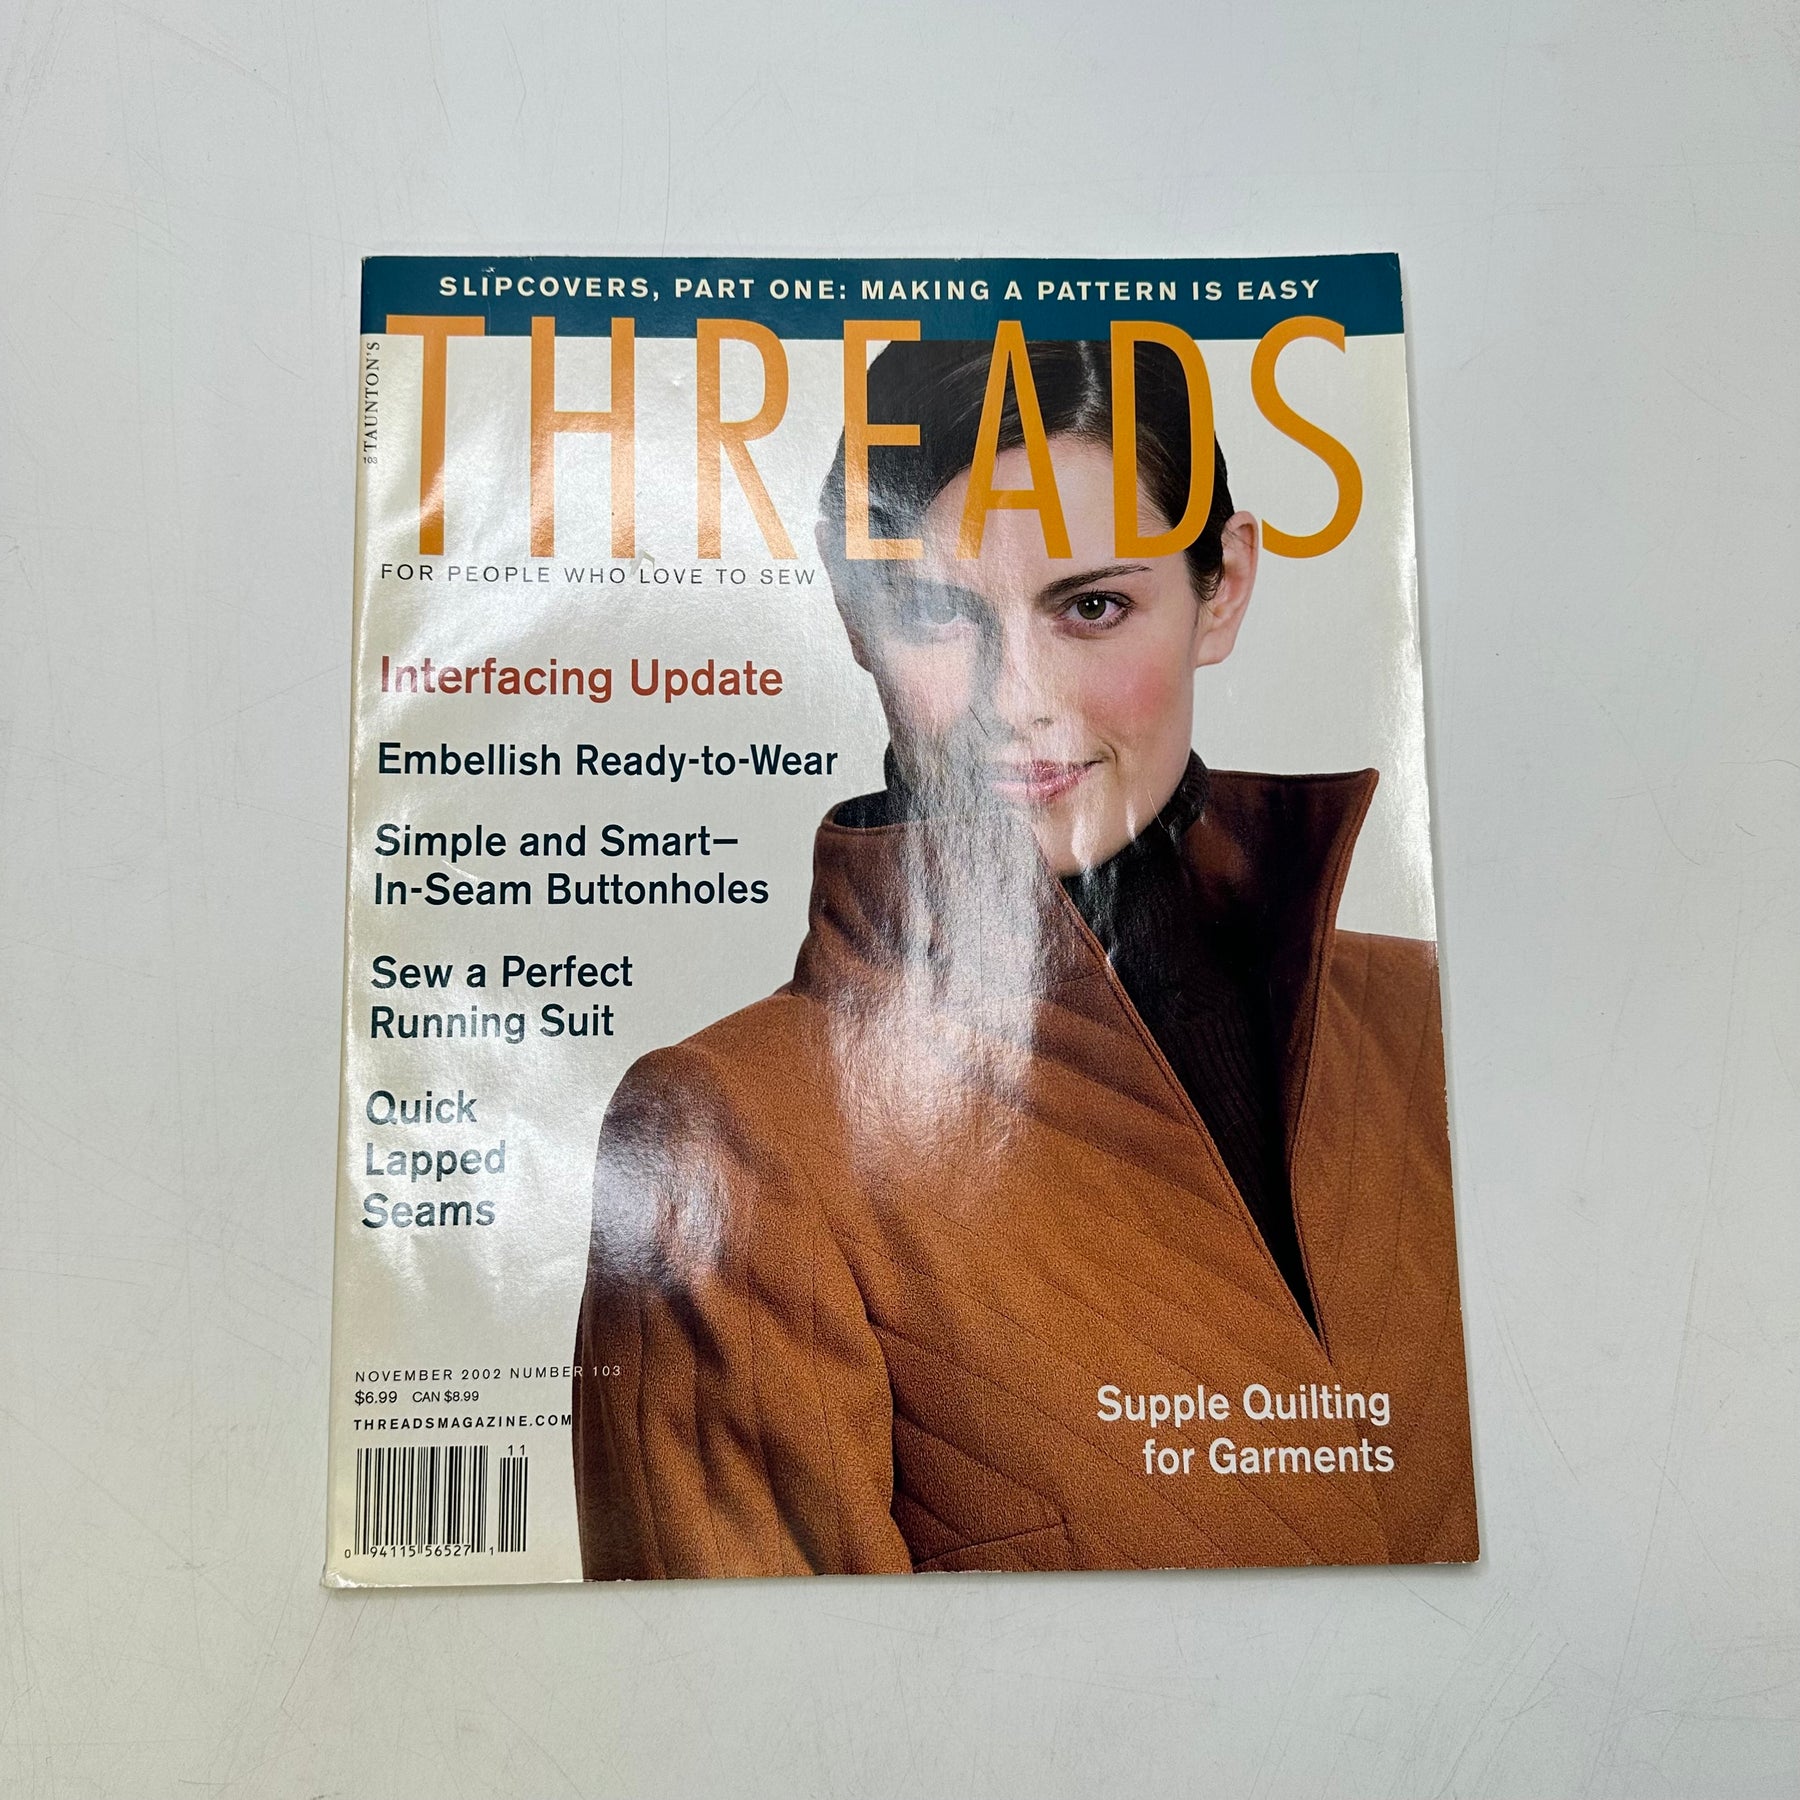 SLIPCOVERS, PART ONE: MAKING A PATTERN IS EASY
TAUNTON'S
103
THREADS
FOR PEOPLE WHO LOVE TO SEW
Interfacing Update
Embellish Ready-to-Wear
Simple and Smart—
In-Seam Buttonholes
Sew a Perfect
Running Suit
Quick
Lapped
Seams
NOVEMBER 2002 NUMBER 103
$6.99 CAN $8.99
THREADSMAGAZINE.COM
11
0 94115 56527 1
Supple Quilting
for Garments